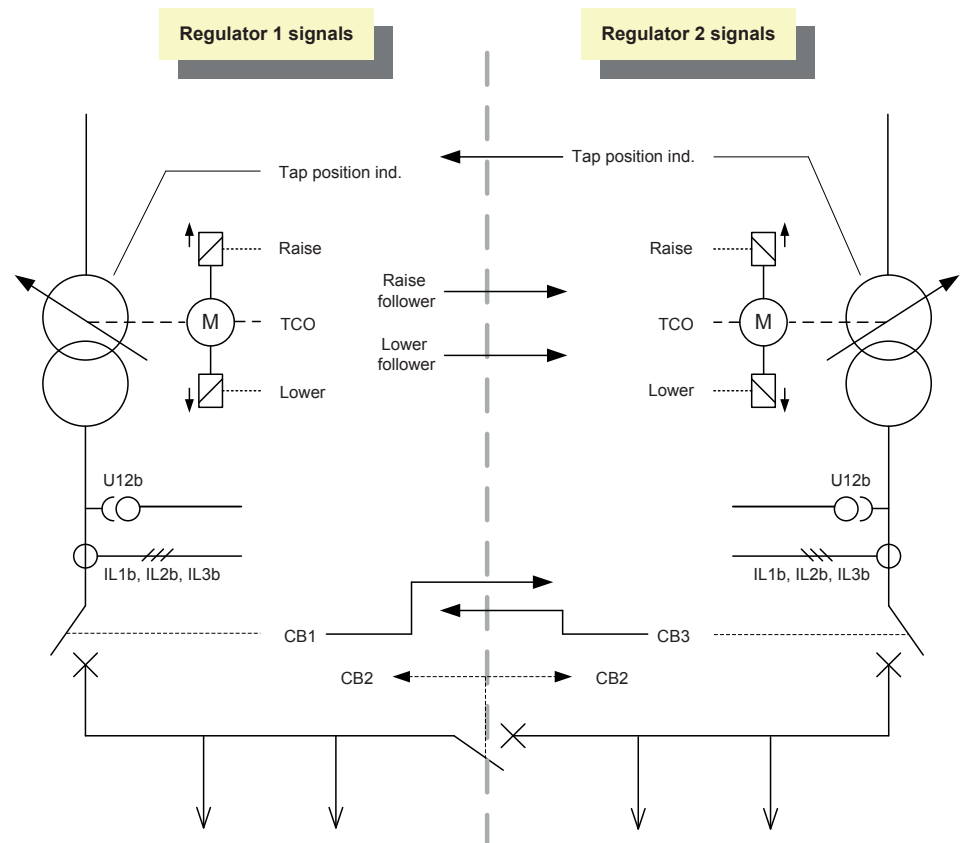 Regulator 1 signals
Regulator 2 signals
Tap position ind.
Tap position ind.
Raise
Raise
Raise
follower
M
TCO
TCO
M
Lower
follower
Lower
Lower
U12b
U12b
IL1b, IL2b, IL3b
IL1b, IL2b, IL3b
CB1
CB3
CB2
CB2